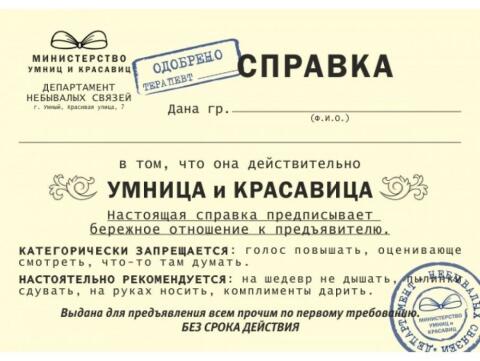 МИНИСТЕРСТВО
УМНИЦ И КРАСАВИЦ
ДЕПАРТАМЕНТ
НЕБЫВАЛЫХ СВЯЗЕЙ
г. Умный, Красивая улица, 7
ОДОБРЕНО
ТЕРАПЕВТ
СПРАВКА
Дана гр.
(Ф.И.О.)
в том, что она действительно
УМНИЦА и КРАСАВИЦА
Настоящая справка предписывает
бережное отношение к предъявителю.
КАТЕГОРИЧЕСКИ ЗАПРЕЩАЕТСЯ: голос повышать, оценивающе
смотреть, что-то там думать.
НАСТОЯТЕЛЬНО РЕКОМЕНДУЕТСЯ: на шедевр не дышать, пылинки
сдувать, на руках носить, комплименты дарить.
Выдана для предъявления всем прочим по первому требованию.
БЕЗ СРОКА ДЕЙСТВИЯ
ДЕПАРТАМЕНТ НЕБЫВАЛЫХ СВЯЗЕЙ
МИНИСТЕРСТВО
УМНИЦ и
КРАСАВИЦ